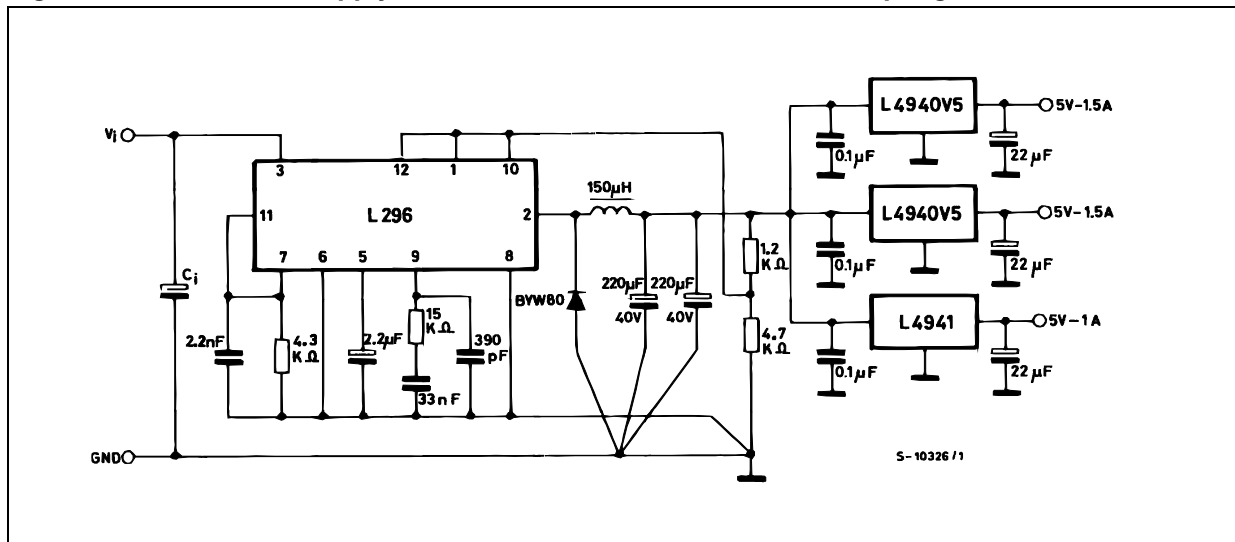 L4940V5
5V-1.5A
0.1µF
22µF
Vi
3
12
1
10
150µH
11
L296
2
L4940V5
5V-1.5A
7
6
5
9
8
1.2
KΩ
0.1µF
22µF
Ci
BYW80
220µF
220µF
40V
40V
15
KΩ
L4941
5V-1A
2.2nF
4.3
KΩ
2.2µF
390
pF
4.7
KΩ
0.1µF
22µF
33nF
GND
S-10326/1